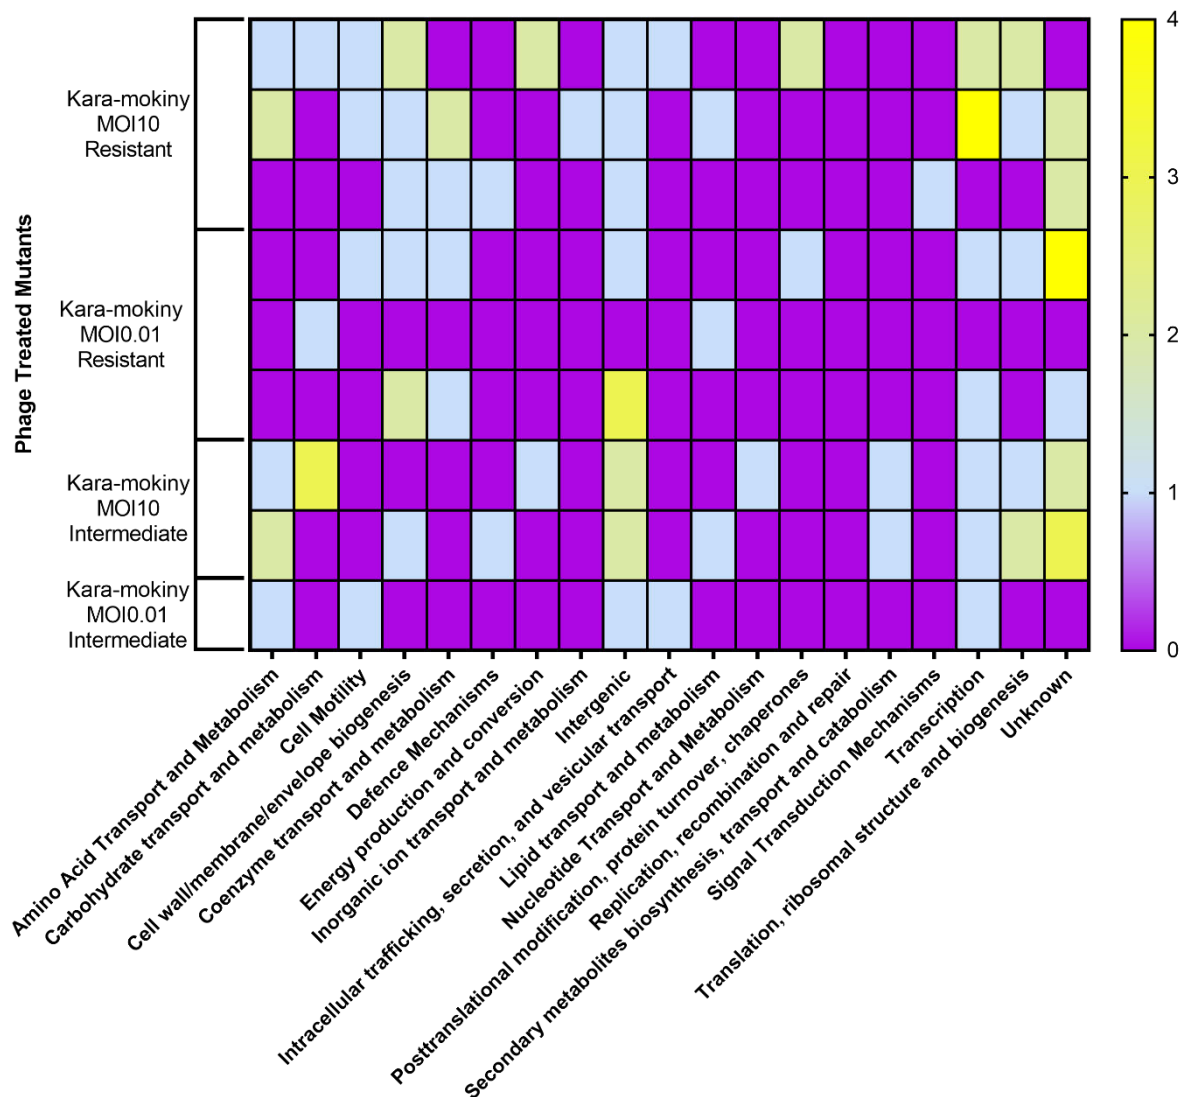 Phage Treated Mutants
Kara-mokiny
MOI10
Resistant
Kara-mokiny
MOI0.01
Resistant
Kara-mokiny
MOI10
Intermediate
Kara-mokiny
MOI0.01
Intermediate
4
3
2
1
0
Amino Acid Transport and Metabolism
Carbohydrate transport and metabolism
Cell Motility
Cell wall/membrane/envelope biogenesis
Coenzyme transport and metabolism
Defence Mechanisms
Energy production and conversion
Inorganic ion transport and metabolism
Intergenic
Intracellular trafficking, secretion, and vesicular transport
Lipid transport and metabolism
Nucleotide Transport and Metabolism
Posttranslational modification, protein turnover, chaperones
Replication, recombination and repair
Secondary metabolites biosynthesis, transport and catabolism
Signal Transduction Mechanisms
Transcription
Translation, ribosomal structure and biogenesis
Unknown